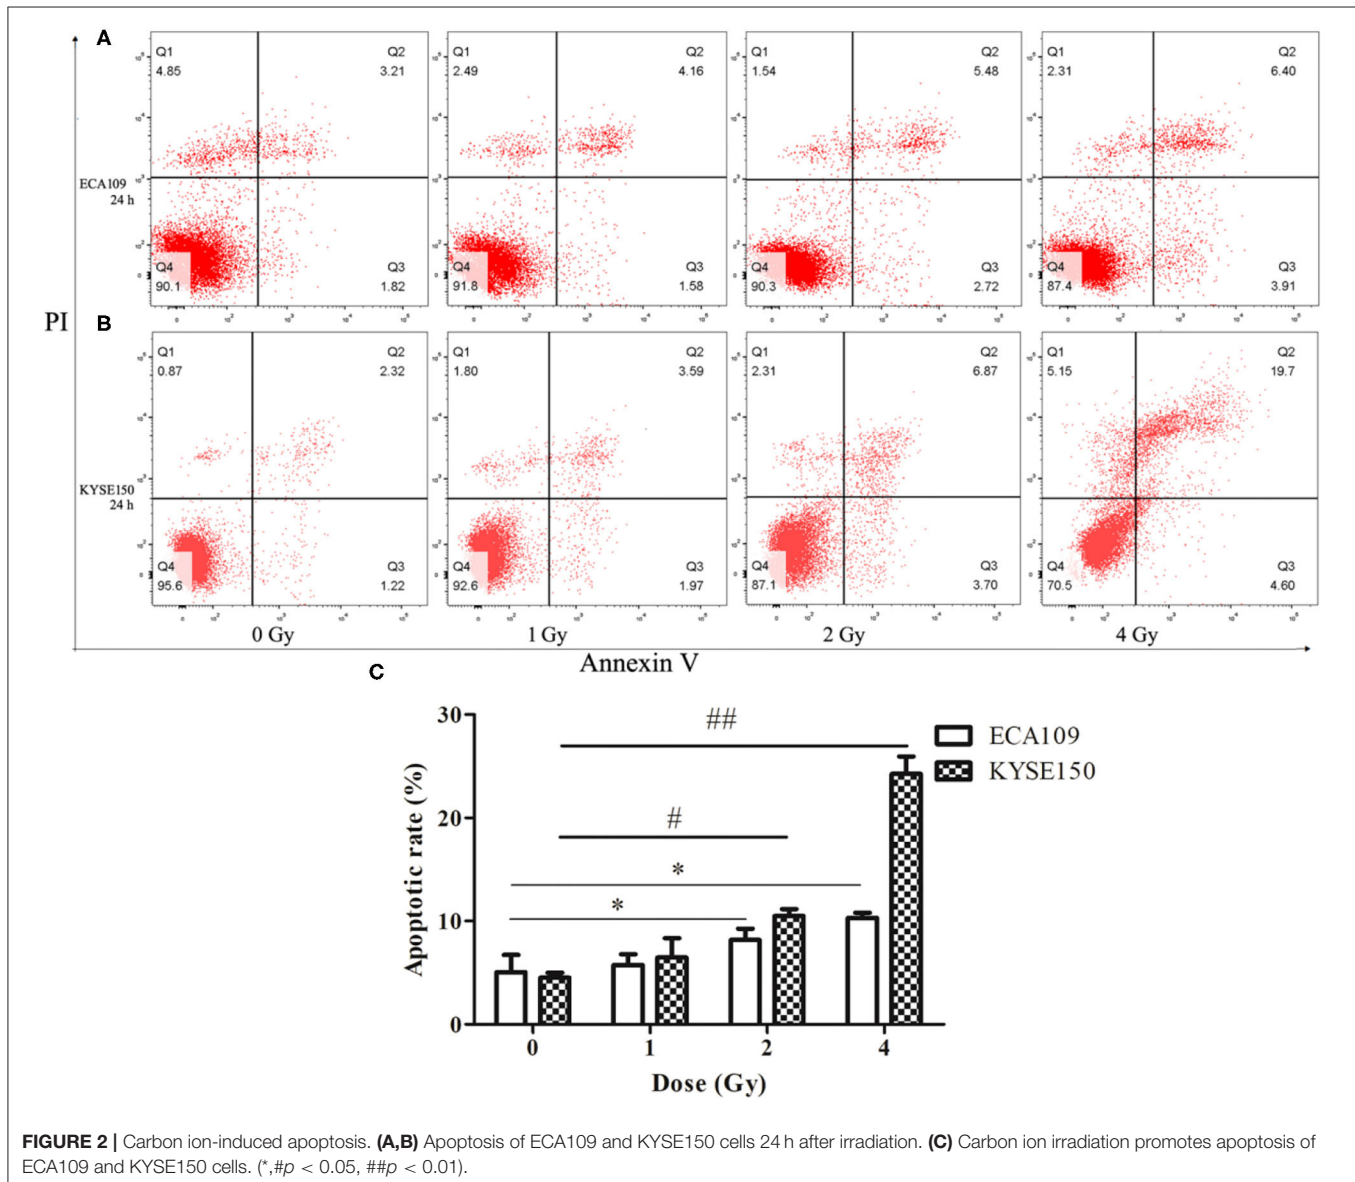 A
Q1
4.85
Q2
3.21
Q4
90.1
Q3
1.82
Q1
2.49
Q2
4.16
Q4
91.8
Q3
1.58
Q1
1.54
Q2
5.48
Q4
90.3
Q3
2.72
Q1
2.31
Q2
6.40
Q4
87.4
Q3
3.91
ECA109
24 h
PI
B
Q1
0.87
Q2
2.32
Q4
95.6
Q3
1.22
Q1
1.80
Q2
3.59
Q4
92.6
Q3
1.97
Q1
2.31
Q2
6.87
Q4
87.1
Q3
3.70
Q1
5.15
Q2
19.7
Q4
70.5
Q3
4.60
KYSE150
24 h
0 Gy
1 Gy
2 Gy
4 Gy
Annexin V
C
Apoptotic rate (%)
30
20
10
0
##
#
*
*
ECA109
KYSE150
0 1 2 4
Dose (Gy)
FIGURE 2 | Carbon ion-induced apoptosis. (A,B) Apoptosis of ECA109 and KYSE150 cells 24 h after irradiation. (C) Carbon ion irradiation promotes apoptosis of
ECA109 and KYSE150 cells. (*,#p < 0.05, ##p < 0.01).